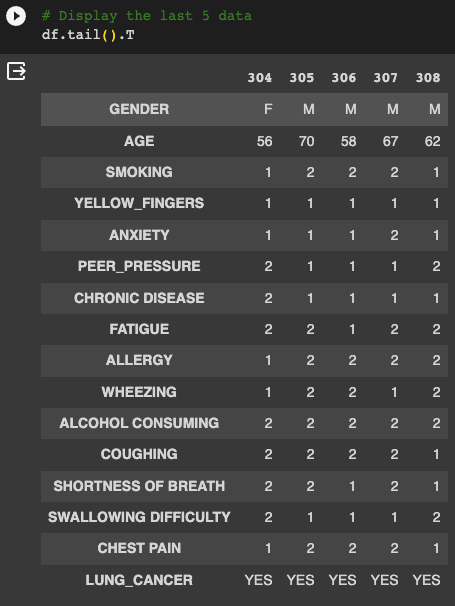 # Display the last 5 data
df.tail().T
304 305 306 307 308
GENDER F M M M M
AGE 56 70 58 67 62
SMOKING 1 2 2 2 1
YELLOW_FINGERS 1 1 1 1 1
ANXIETY 1 1 1 2 1
PEER_PRESSURE 2 1 1 1 2
CHRONIC DISEASE 2 1 1 1 1
FATIGUE 2 2 1 2 2
ALLERGY 1 2 2 2 2
WHEEZING 1 2 2 1 2
ALCOHOL CONSUMING 2 2 2 2 2
COUGHING 2 2 2 2 1
SHORTNESS OF BREATH 2 2 1 2 1
SWALLOWING DIFFICULTY 2 1 1 1 2
CHEST PAIN 1 2 2 2 1
LUNG_CANCER YES YES YES YES YES